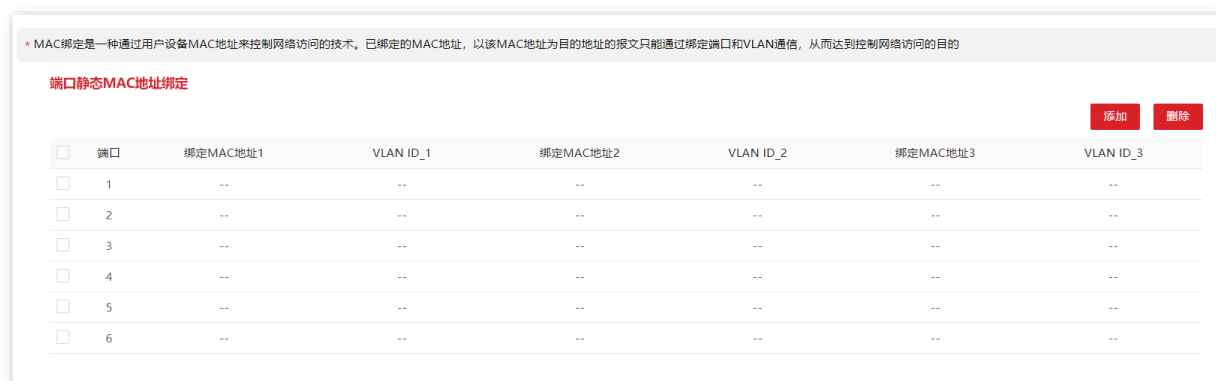 * MAC绑定是一种通过用户设备MAC地址来控制网络访问的技术。已绑定的MAC地址，以该MAC地址为目的地址的报文只能通过绑定端口和VLAN通信，从而达到控制网络访问的目的
端口静态MAC地址绑定
添加 删除
端口 绑定MAC地址1 VLAN ID_1 绑定MAC地址2 VLAN ID_2 绑定MAC地址3 VLAN ID_3
1 -- -- -- -- -- --
2 -- -- -- -- -- --
3 -- -- -- -- -- --
4 -- -- -- -- -- --
5 -- -- -- -- -- --
6 -- -- -- -- -- --